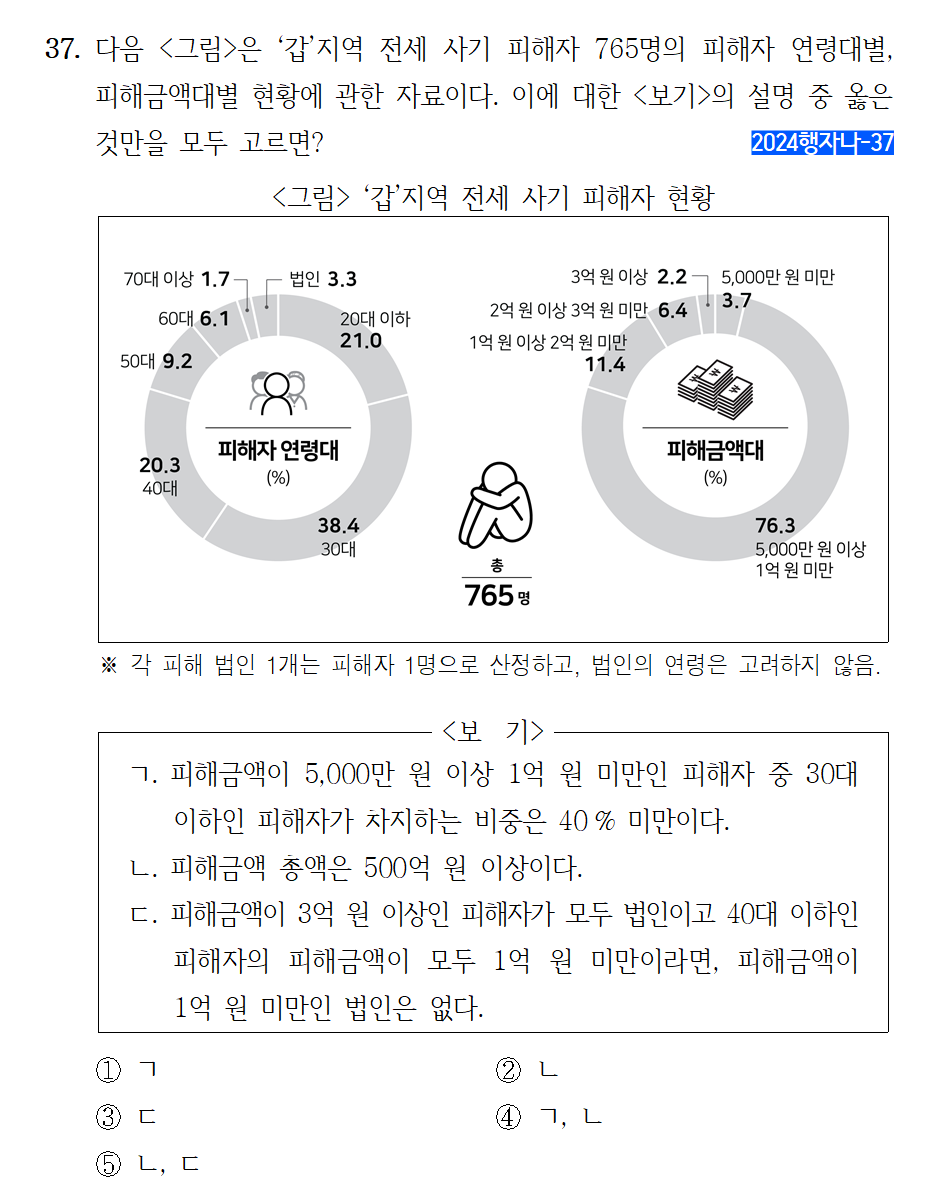 37. 다음 <그림>은 ‘갑’지역 전세 사기 피해자 765명의 피해자 연령대별,
피해금액대별 현황에 관한 자료이다. 이에 대한 <보기>의 설명 중 옳은
것만을 모두 고르면?
2024행자나-37
<그림> ‘갑’지역 전세 사기 피해자 현황
70대 이상 1.7
법인 3.3
60대 6.1
20대 이하
21.0
50대 9.2
피해자 연령대
(%)
20.3
40대
38.4
30대
3억 원 이상 2.2
5,000만 원 미만
3.7
2억 원 이상 3억 원 미만 6.4
1억 원 이상 2억 원 미만
11.4
피해금액대
(%)
76.3
5,000만 원 이상
1억 원 미만
총
765 명
※ 각 피해 법인 1개는 피해자 1명으로 산정하고, 법인의 연령은 고려하지 않음.
<보 기>
ㄱ. 피해금액이 5,000만 원 이상 1억 원 미만인 피해자 중 30대
이하인 피해자가 차지하는 비중은 40 % 미만이다.
ㄴ. 피해금액 총액은 500억 원 이상이다.
ㄷ. 피해금액이 3억 원 이상인 피해자가 모두 법인이고 40대 이하인
피해자의 피해금액이 모두 1억 원 미만이라면, 피해금액이
1억 원 미만인 법인은 없다.
① ㄱ
② ㄴ
③ ㄷ
④ ㄱ, ㄴ
⑤ ㄴ, ㄷ